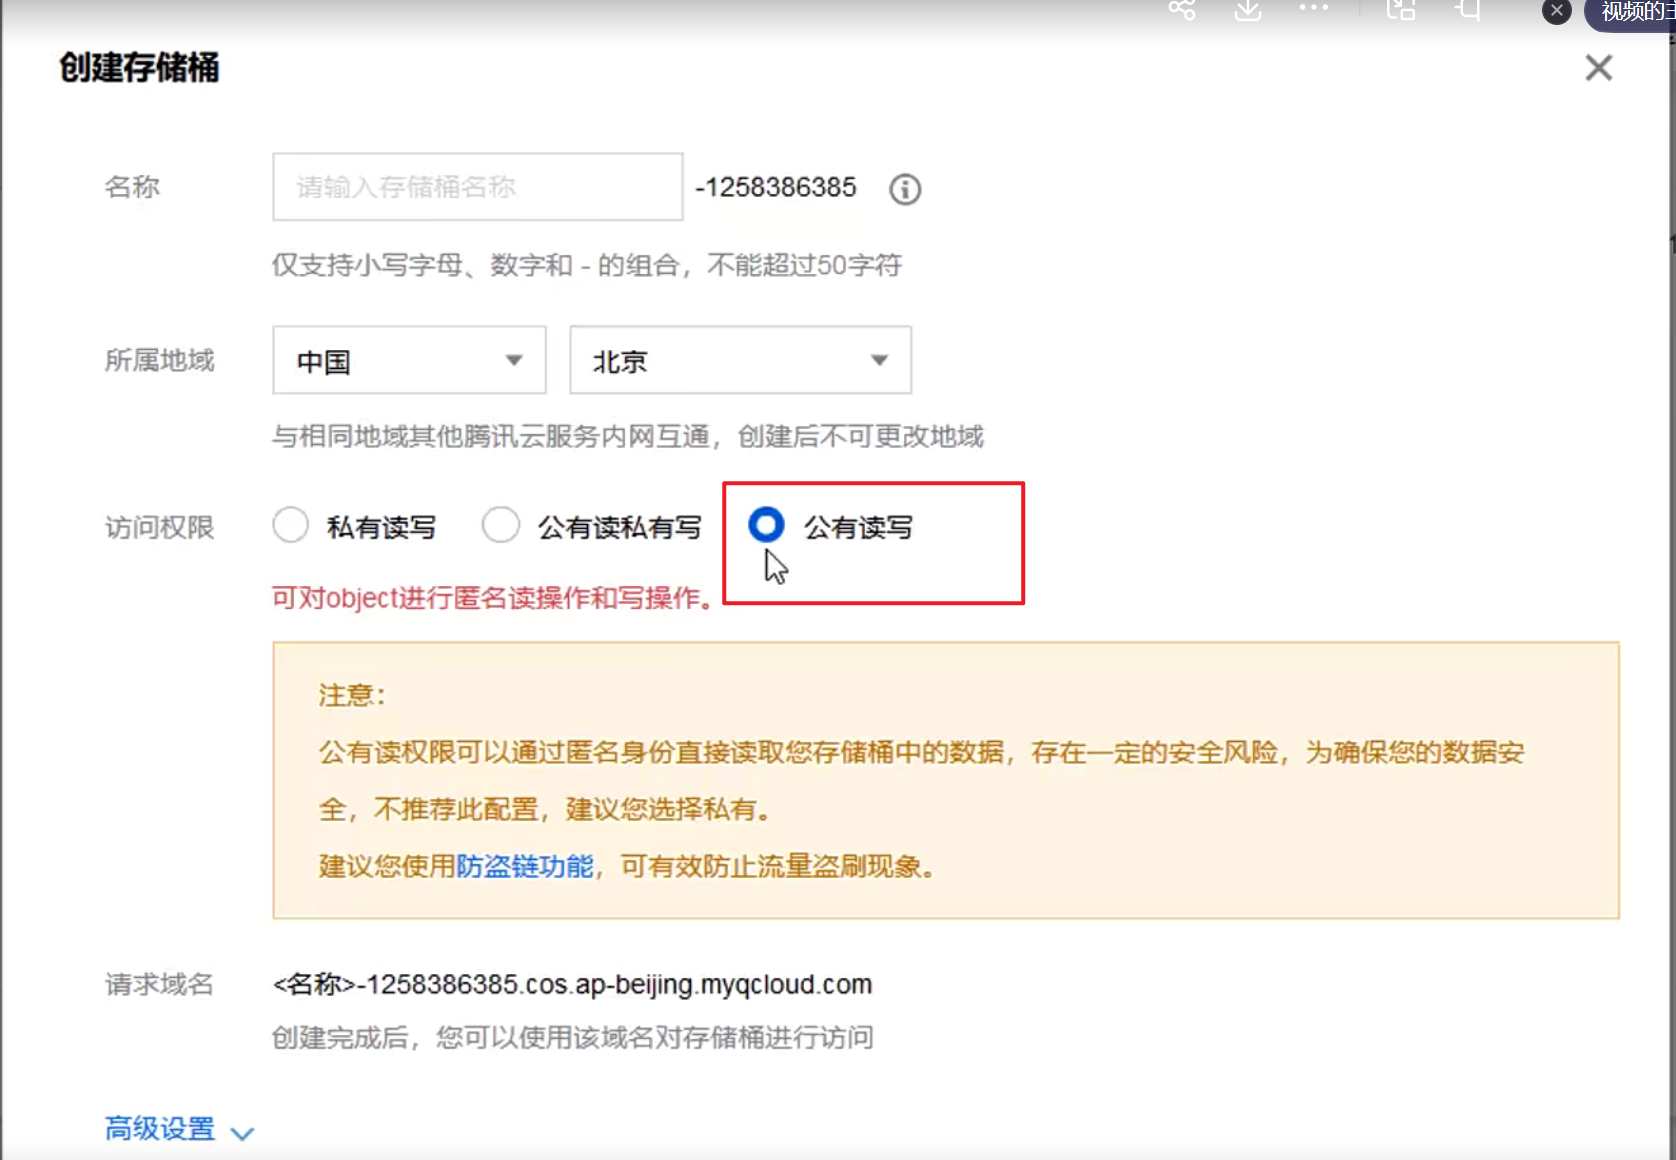 视频的主
创建存储桶
名称 请输入存储桶名称 -1258386385
仅支持小写字母、数字和 - 的组合，不能超过50字符
所属地域 中国 北京
与相同地域其他腾讯云服务内网互通，创建后不可更改地域
访问权限 私有读写 公有读私有写 公有读写
可对object进行匿名读操作和写操作。
注意：
公有读权限可以通过匿名身份直接读取您存储桶中的数据，存在一定的安全风险，为确保您的数据安
全，不推荐此配置，建议您选择私有。
建议您使用防盗链功能，可有效防止流量盗刷现象。
请求域名 <名称>-1258386385.cos.ap-beijing.myqcloud.com
创建完成后，您可以使用该域名对存储桶进行访问
高级设置